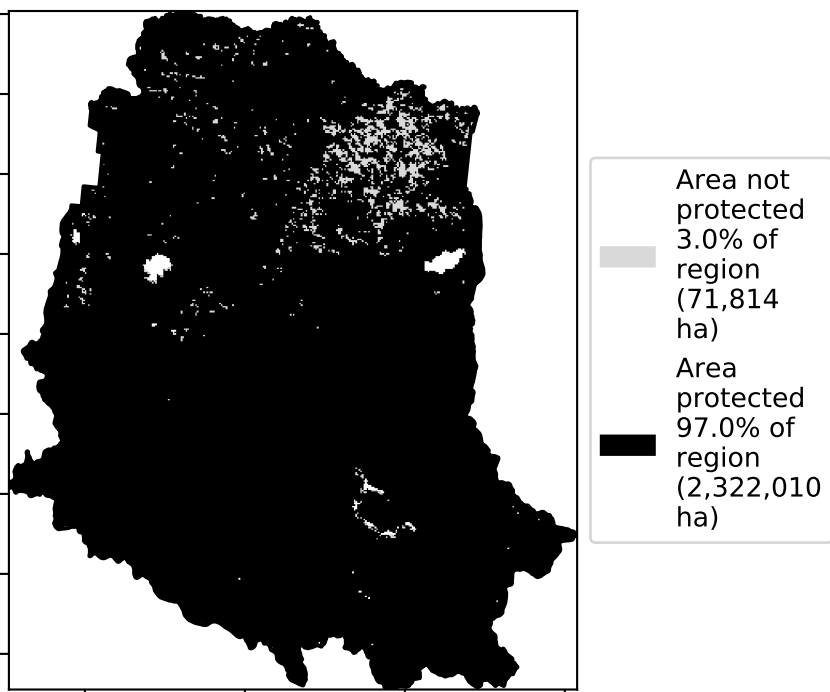 Area not
protected
3.0% of
region
(71,814
ha)
Area
protected
97.0% of
region
(2,322,010
ha)